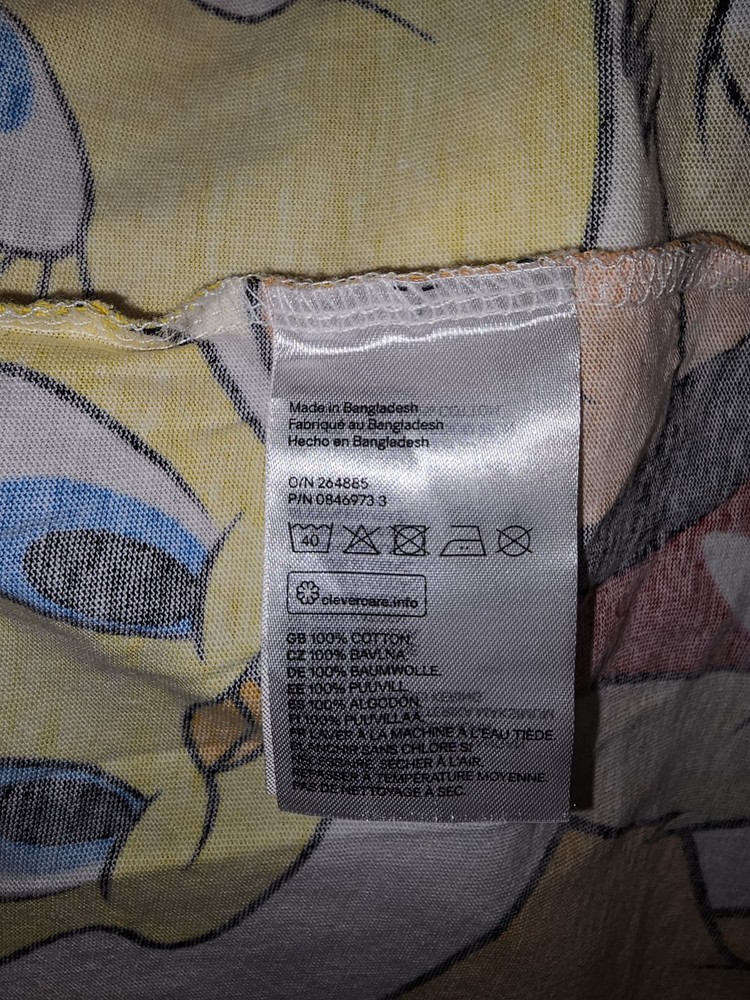 Made in Bangladesh
Fabriqué au Bangladesh
Hecho en Bangladesh
O/N 264885
P/N 0846973 3
40
clevercare.info
GB 100% COTTON.
CZ 100% BAVLNA.
DE 100% BAUMWOLLE.
EE 100% PUUVILL.
ES 100% ALGODÓN.
FI 100% PUUVILLAA.
FR LAVER À LA MACHINE À L'EAU TIÈDE.
BLANCHIR SANS CHLORE SI
NÉCESSAIRE. SÉCHER À L'AIR.
REPASSER À TEMPÉRATURE MOYENNE.
PAS DE NETTOYAGE À SEC.